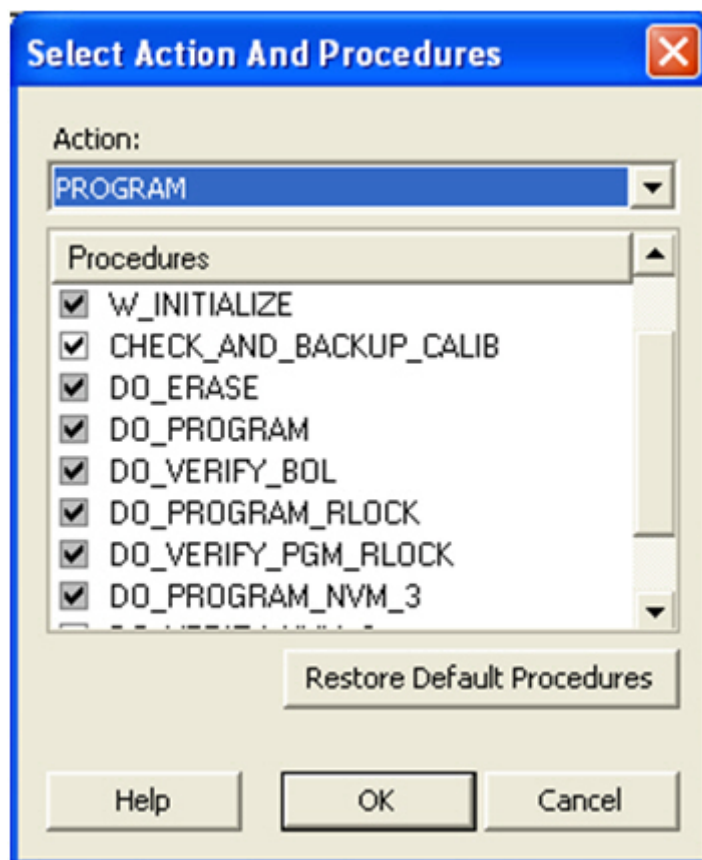 Select Action And Procedures
Action:
PROGRAM
Procedures
W_INITIALIZE
CHECK_AND_BACKUP_CALIB
DO_ERASE
DO_PROGRAM
DO_VERIFY_BOL
DO_PROGRAM_RLOCK
DO_VERIFY_PGM_RLOCK
DO_PROGRAM_NVM_3
Restore Default Procedures
Help OK Cancel